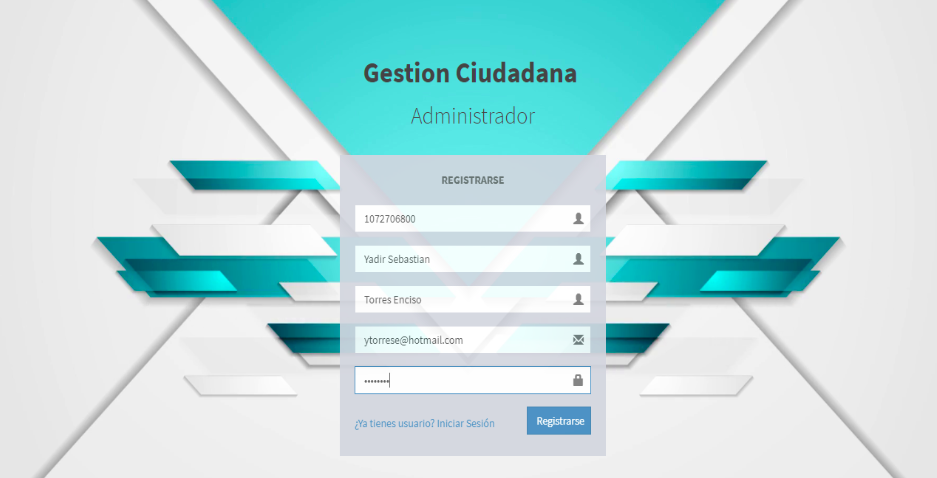 Gestion Ciudadana
Administrador
REGISTRARSE
1072706800
Yadir Sebastian
Torres Enciso
ytorrese@hotmail.com
••••••••
¿Ya tienes usuario? Iniciar Sesión
Registrarse